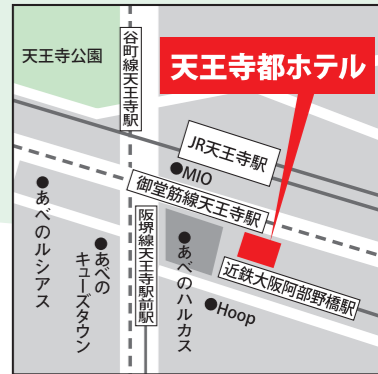 天王寺公園
谷町線天王寺駅
天王寺都ホテル
JR天王寺駅
MIO
御堂筋線天王寺駅
あべのルシアス
あべの
キューズタウン
阪堺線天王寺駅前駅
あべのハルカス
近鉄大阪阿部野橋駅
Hoop